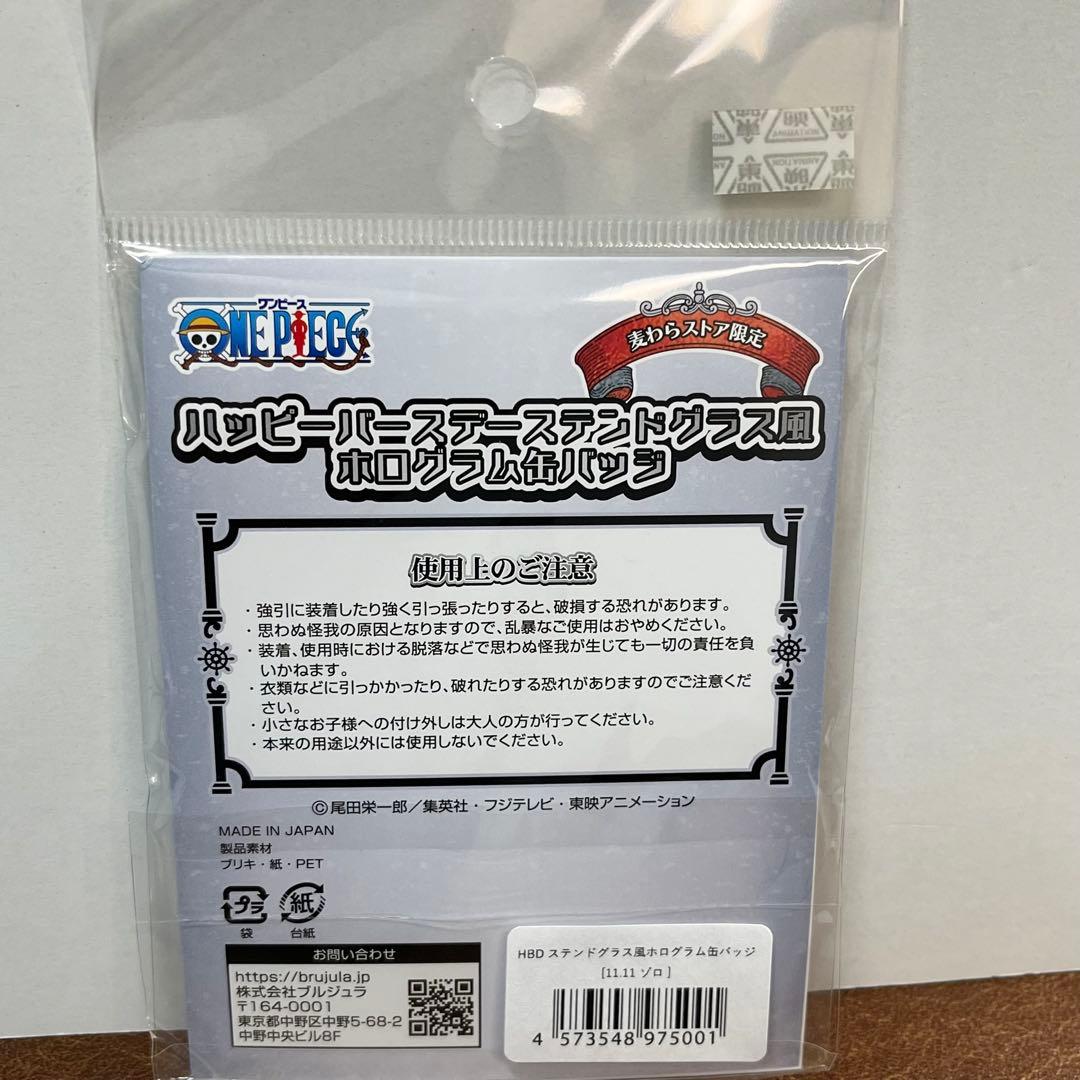 東映
ANIMATION
ワンピース
ONE PIECE
麦わらストア限定
ハッピーバースデーステンドグラス風
ホログラム缶バッジ
使用上のご注意
・強引に装着したり強く引っ張ったりすると、破損する恐れがあります。
・思わぬ怪我の原因となりますので、乱暴なご使用はおやめください。
・装着、使用時における脱落などで思わぬ怪我が生じても一切の責任を負
いかねます。
・衣類などに引っかかったり、破れたりする恐れがありますのでご注意くだ
さい。
・小さなお子様への付け外しは大人の方が行ってください。
・本来の用途以外には使用しないでください。
©尾田栄一郎／集英社・フジテレビ・東映アニメーション
MADE IN JAPAN
製品素材
ブリキ・紙・PET
プラ 紙
袋 台紙
お問い合わせ
https://brujula.jp
株式会社ブルジュラ
〒164-0001
東京都中野区中野5-68-2
中野中央ビル8F
HBD ステンドグラス風ホログラム缶バッジ
[11.11 ゾロ ]
4 573548 975001